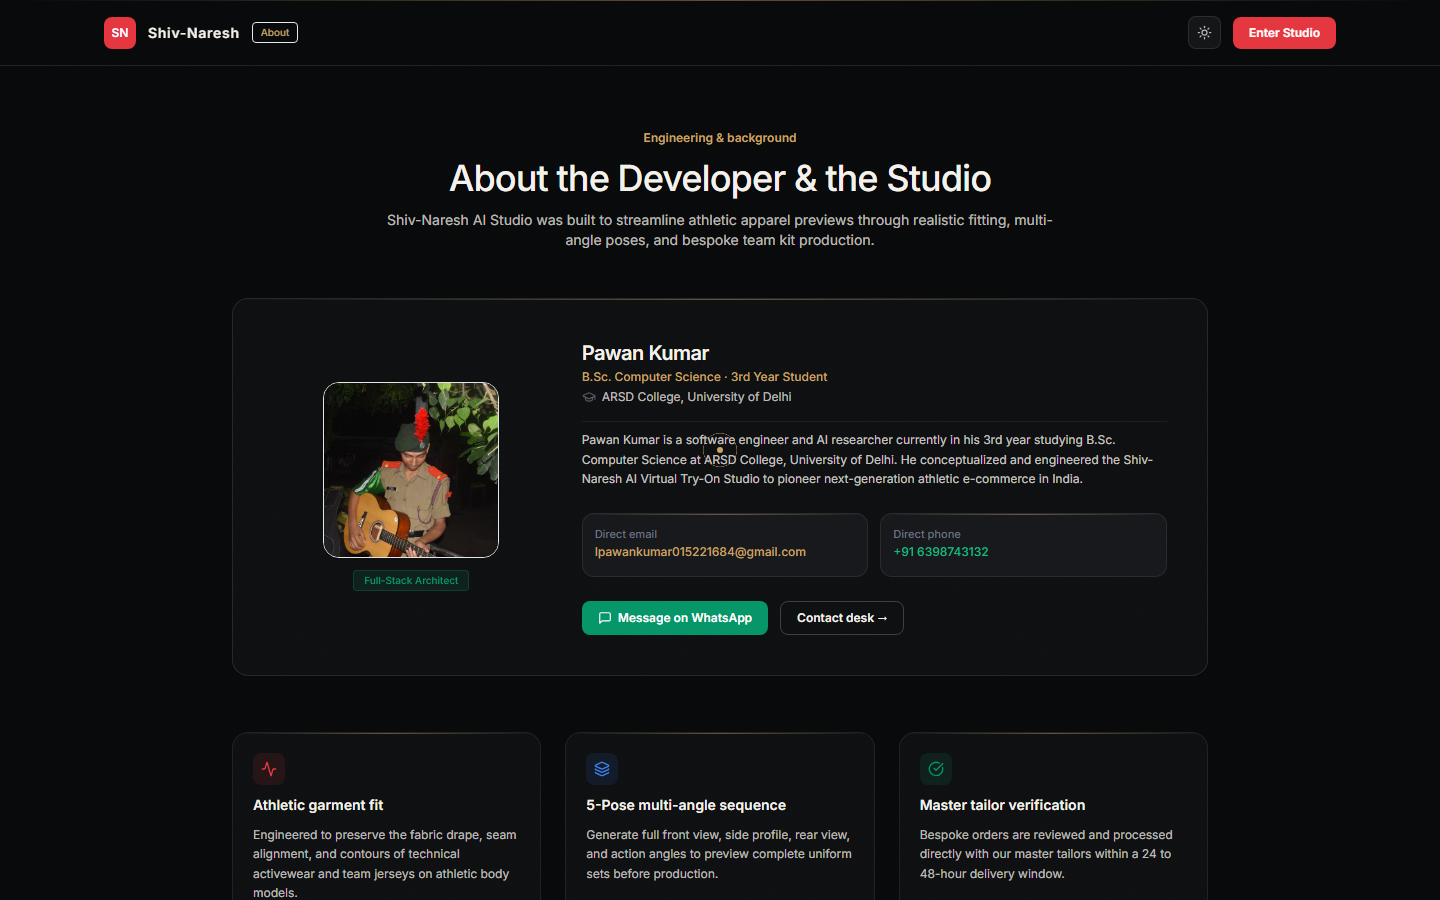 SN
Shiv-Naresh
About
Enter Studio
Engineering & background
About the Developer & the Studio
Shiv-Naresh AI Studio was built to streamline athletic apparel previews through realistic fitting, multi-
angle poses, and bespoke team kit production.
Pawan Kumar
B.Sc. Computer Science · 3rd Year Student
ARSD College, University of Delhi
Pawan Kumar is a software engineer and AI researcher currently in his 3rd year studying B.Sc.
Computer Science at ARSD College, University of Delhi. He conceptualized and engineered the Shiv-
Naresh AI Virtual Try-On Studio to pioneer next-generation athletic e-commerce in India.
Direct email
lpawankumar015221684@gmail.com
Direct phone
+91 6398743132
Full-Stack Architect
Message on WhatsApp
Contact desk →
Athletic garment fit
Engineered to preserve the fabric drape, seam
alignment, and contours of technical
activewear and team jerseys on athletic body
models.
5-Pose multi-angle sequence
Generate full front view, side profile, rear view,
and action angles to preview complete uniform
sets before production.
Master tailor verification
Bespoke orders are reviewed and processed
directly with our master tailors within a 24 to
48-hour delivery window.